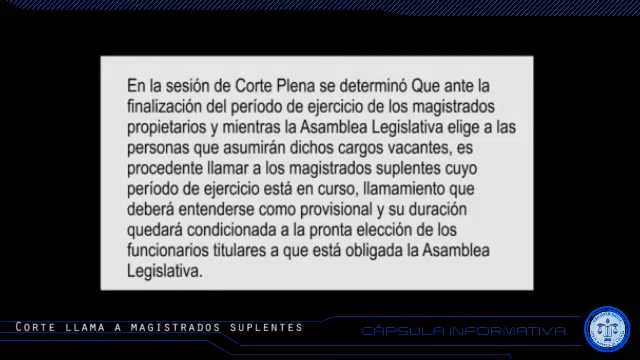 En la sesión de Corte Plena se determinó Que ante la
finalización del período de ejercicio de los magistrados
propietarios y mientras la Asamblea Legislativa elige a las
personas que asumirán dichos cargos vacantes, es
procedente llamar a los magistrados suplentes cuyo
período de ejercicio está en curso, llamamiento que
deberá entenderse como provisional y su duración
quedará condicionada a la pronta elección de los
funcionarios titulares a que está obligada la Asamblea
Legislativa.
Corte llama a magistrados suplentes
CÁPSULA INFORMATIVA